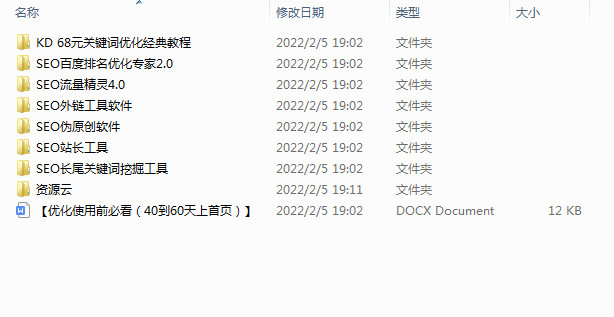 名称 修改日期 类型 大小
KD 68元关键词优化经典教程 2022/2/5 19:02 文件夹
SEO百度排名优化专家2.0 2022/2/5 19:02 文件夹
SEO流量精灵4.0 2022/2/5 19:02 文件夹
SEO外链工具软件 2022/2/5 19:02 文件夹
SEO伪原创软件 2022/2/5 19:02 文件夹
SEO站长工具 2022/2/5 19:02 文件夹
SEO长尾关键词挖掘工具 2022/2/5 19:02 文件夹
资源云 2022/2/5 19:11 文件夹
【优化使用前必看（40到60天上首页）】 2022/2/5 19:02 DOCX Document 12 KB